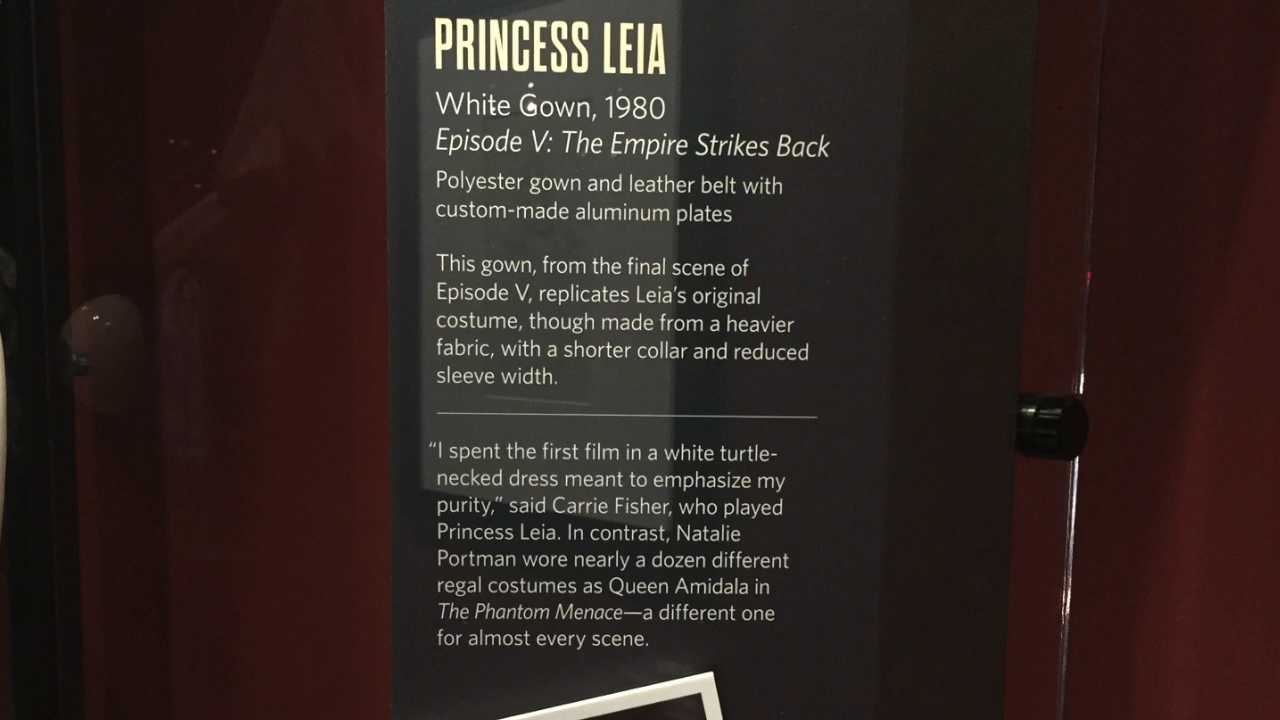 PRINCESS LEIA
White Gown, 1980
Episode V: The Empire Strikes Back
Polyester gown and leather belt with
custom-made aluminum plates
This gown, from the final scene of
Episode V, replicates Leia’s original
costume, though made from a heavier
fabric, with a shorter collar and reduced
sleeve width.
“I spent the first film in a white turtle-
necked dress meant to emphasize my
purity,” said Carrie Fisher, who played
Princess Leia. In contrast, Natalie
Portman wore nearly a dozen different
regal costumes as Queen Amidala in
The Phantom Menace—a different one
for almost every scene.